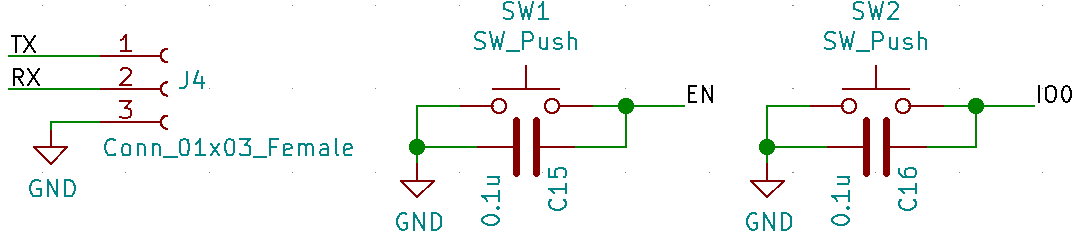 TX
1
RX
2
J4
3
Conn_01x03_Female
GND
SW1
SW_Push
EN
0.1u
C15
GND
SW2
SW_Push
IO0
0.1u
C16
GND